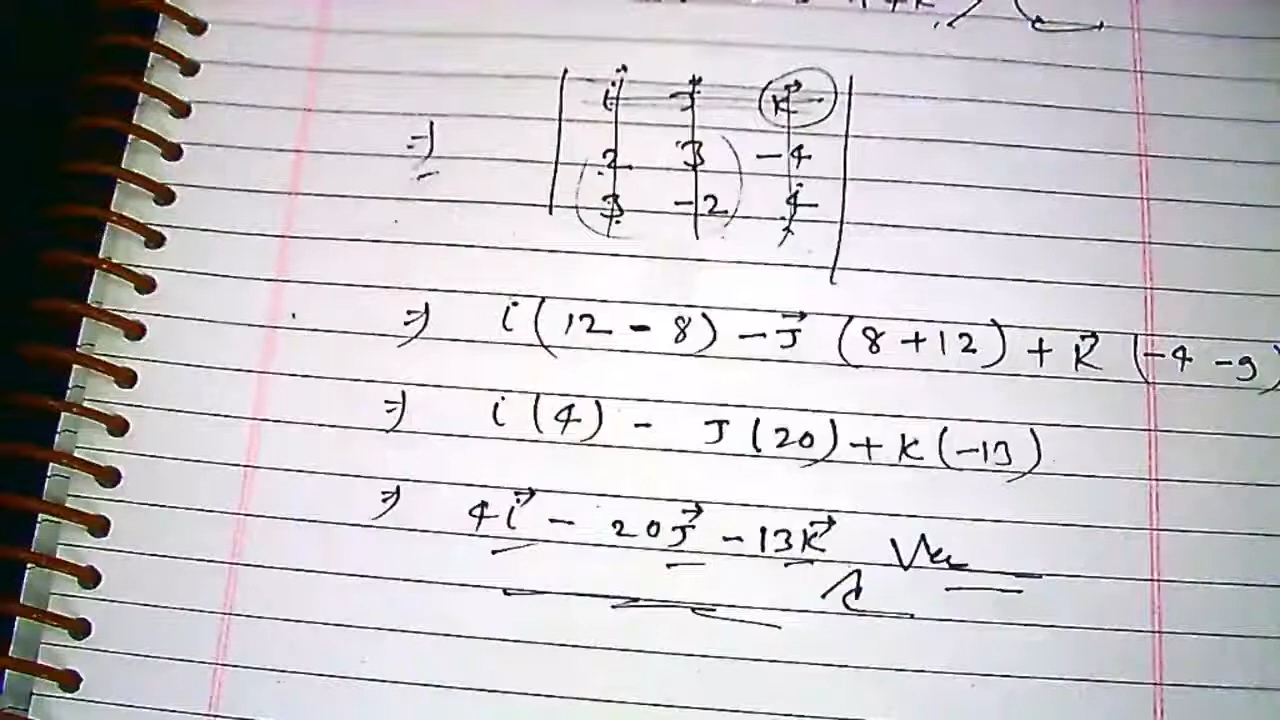 ⇒ | i⃗ J⃗ K⃗ |
| 2 3 -4 |
| 3 -2 4 |
⇒ i(12 - 8) - J⃗ (8 + 12) + K⃗ (-4 -9)
⇒ i(4) - J(20) + K(-13)
⇒ 4i⃗ - 20J⃗ - 13K⃗